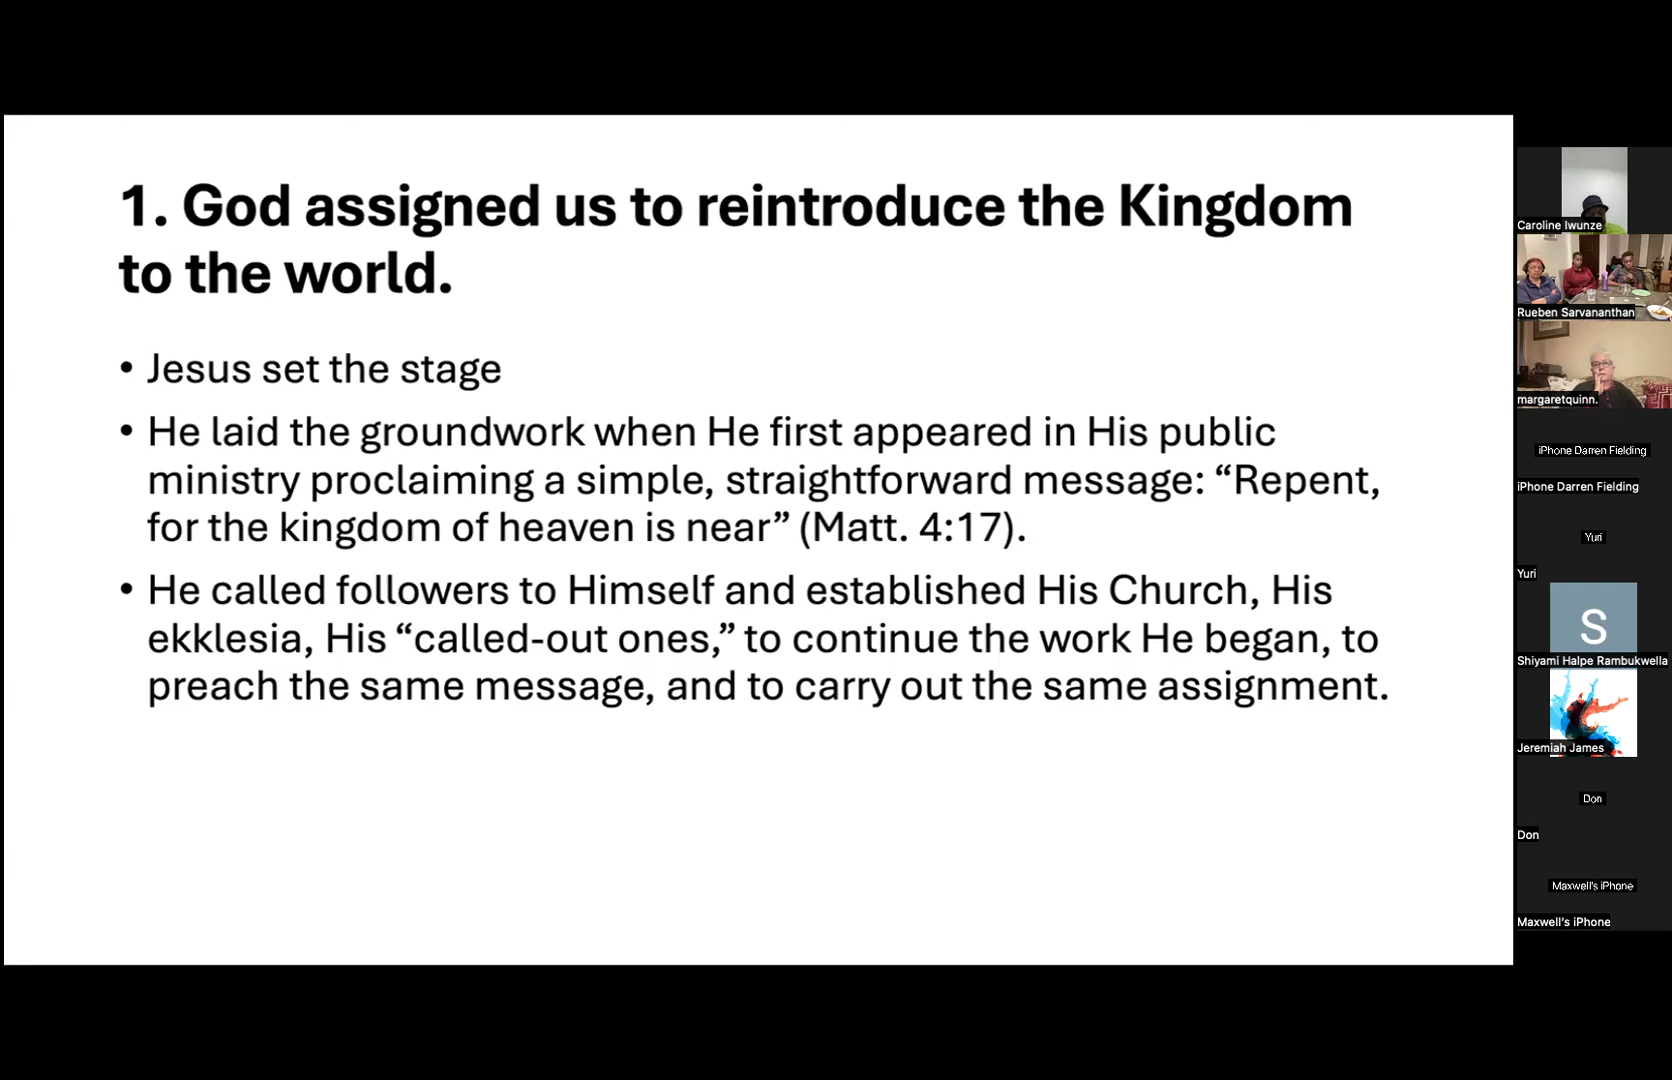 1. God assigned us to reintroduce the Kingdom
to the world.
• Jesus set the stage
• He laid the groundwork when He first appeared in His public
ministry proclaiming a simple, straightforward message: “Repent,
for the kingdom of heaven is near” (Matt. 4:17).
• He called followers to Himself and established His Church, His
ekklesia, His “called-out ones,” to continue the work He began, to
preach the same message, and to carry out the same assignment.
Caroline Iwunze
Rueben Sarvananthan
margaretquinn.
iPhone Darren Fielding
iPhone Darren Fielding
Yuri
Yuri
S
Shiyami Halpe Rambukwella
Jeremiah James
Don
Don
Maxwell's iPhone
Maxwell's iPhone